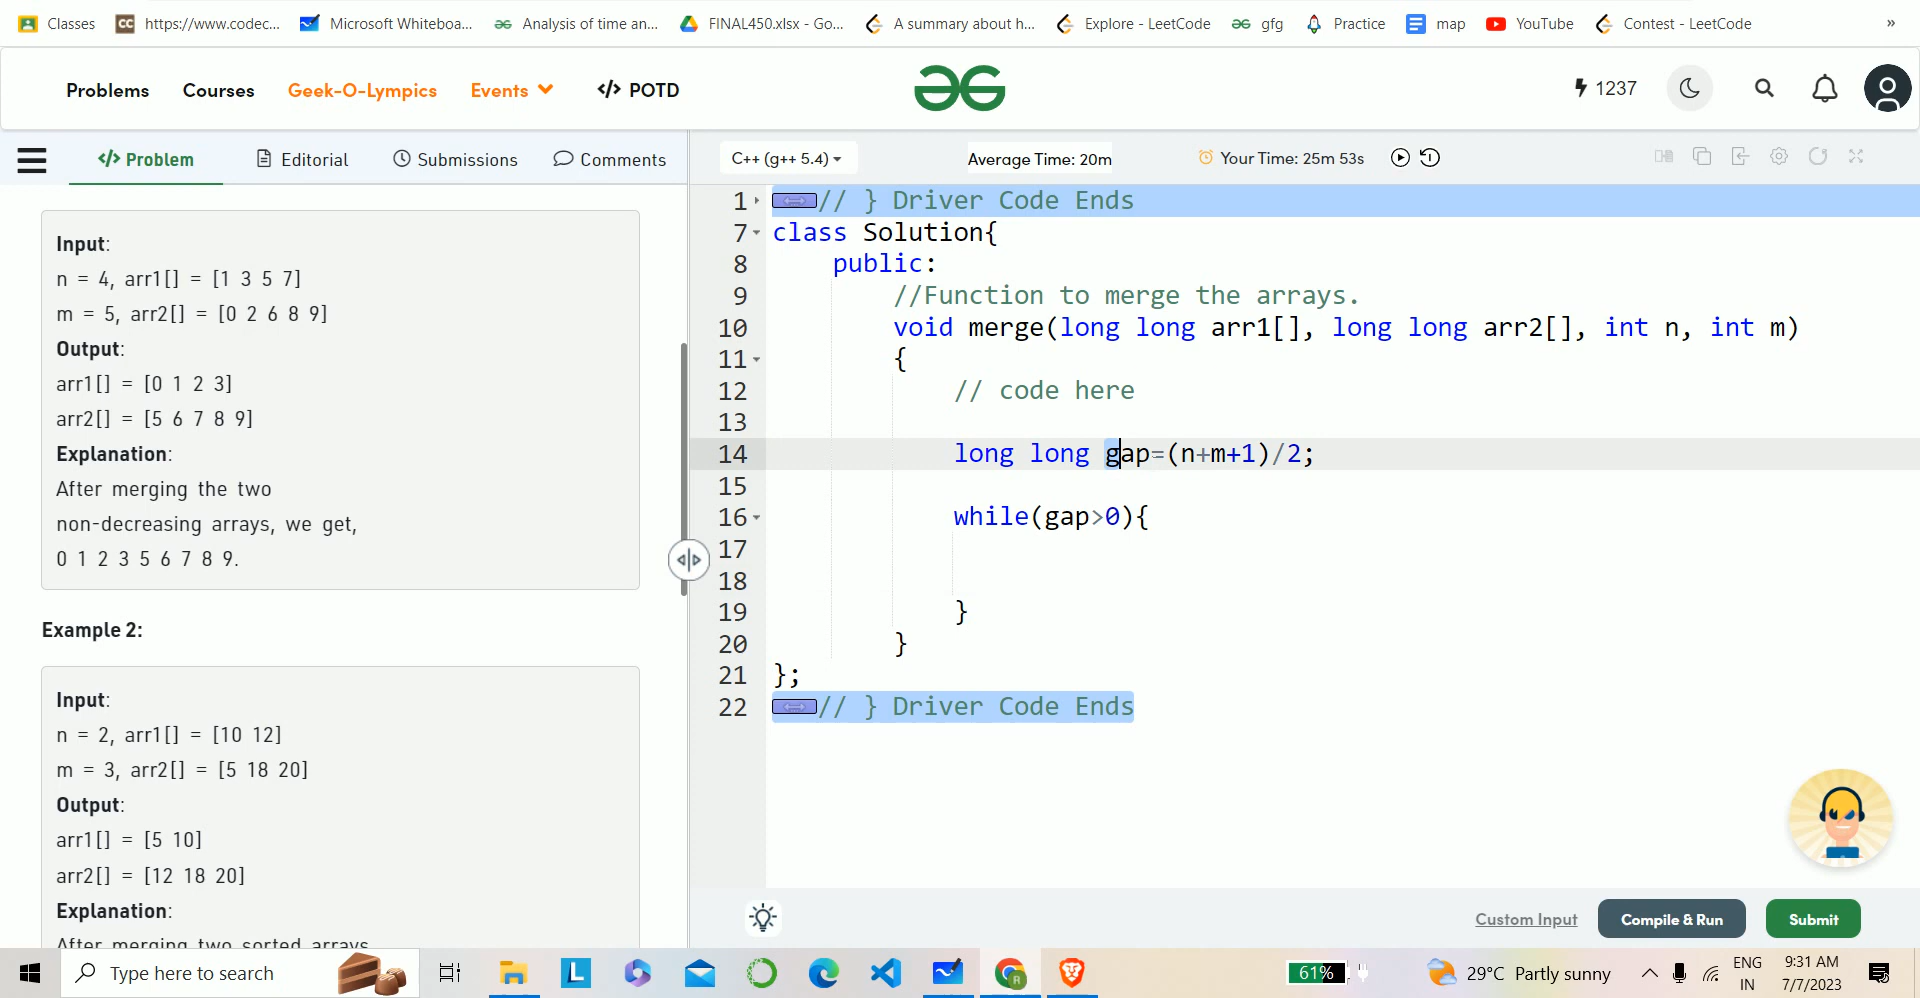 Classes https://www.codec... Microsoft Whiteboa... Analysis of time an... FINAL450.xlsx - Go... A summary about h... Explore - LeetCode gfg Practice map YouTube Contest - LeetCode »
Problems Courses Geek-O-Lympics Events </> POTD 1237
</> Problem Editorial Submissions Comments
Input:
n = 4, arr1[] = [1 3 5 7]
m = 5, arr2[] = [0 2 6 8 9]
Output:
arr1[] = [0 1 2 3]
arr2[] = [5 6 7 8 9]
Explanation:
After merging the two
non-decreasing arrays, we get,
0 1 2 3 5 6 7 8 9.
Example 2:
Input:
n = 2, arr1[] = [10 12]
m = 3, arr2[] = [5 18 20]
Output:
arr1[] = [5 10]
arr2[] = [12 18 20]
Explanation:
After merging two sorted arrays
C++ (g++ 5.4) Average Time: 20m Your Time: 25m 53s
1 // } Driver Code Ends
7 class Solution{
8 public:
9 //Function to merge the arrays.
10 void merge(long long arr1[], long long arr2[], int n, int m)
11 {
12 // code here
13
14 long long gap=(n+m+1)/2;
15
16 while(gap>0){
17
18
19 }
20 }
21 };
22 // } Driver Code Ends
Custom Input Compile & Run Submit
Type here to search
61% 29°C Partly sunny
ENG
IN
9:31 AM
7/7/2023